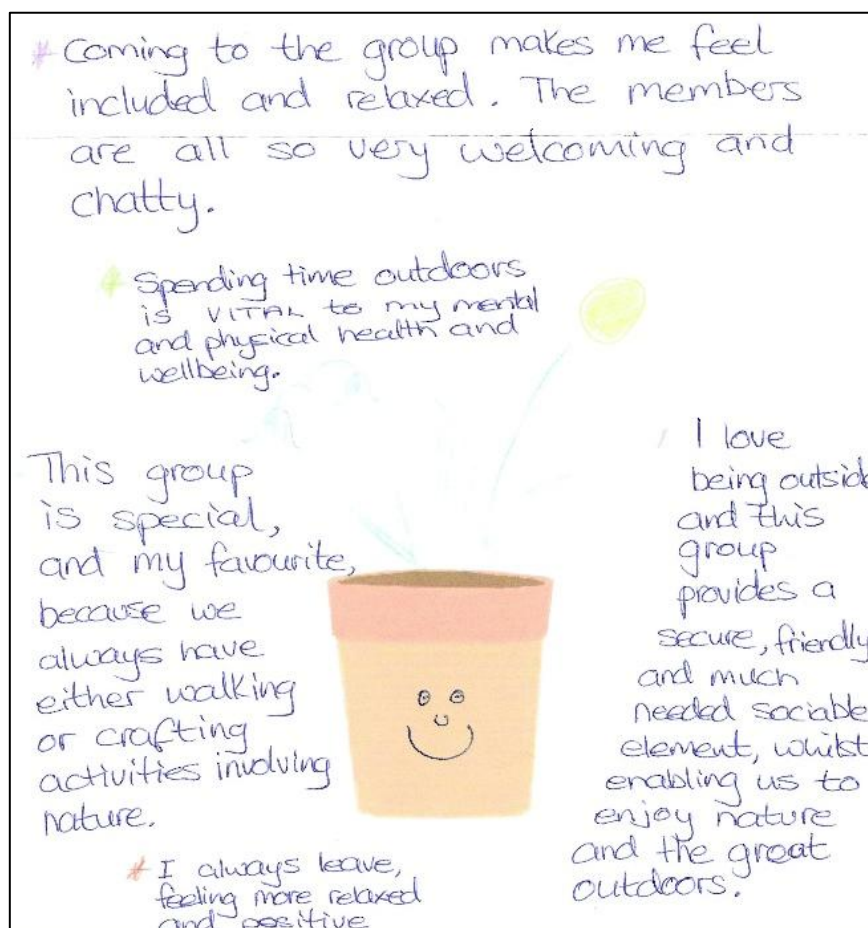 * Coming to the group makes me feel
included and relaxed. The members
are all so very welcoming and
chatty.
* Spending time outdoors
is VITAL to my mental
and physical health and
wellbeing.
This group
is special,
and my favourite,
because we
always have
either walking
or crafting
activities involving
nature.
I love
being outside
and this
group
provides a
secure, friendly
and much
needed sociable
element, whilst
enabling us to
enjoy nature
and the great
outdoors.
* I always leave,
feeling more relaxed
and positive